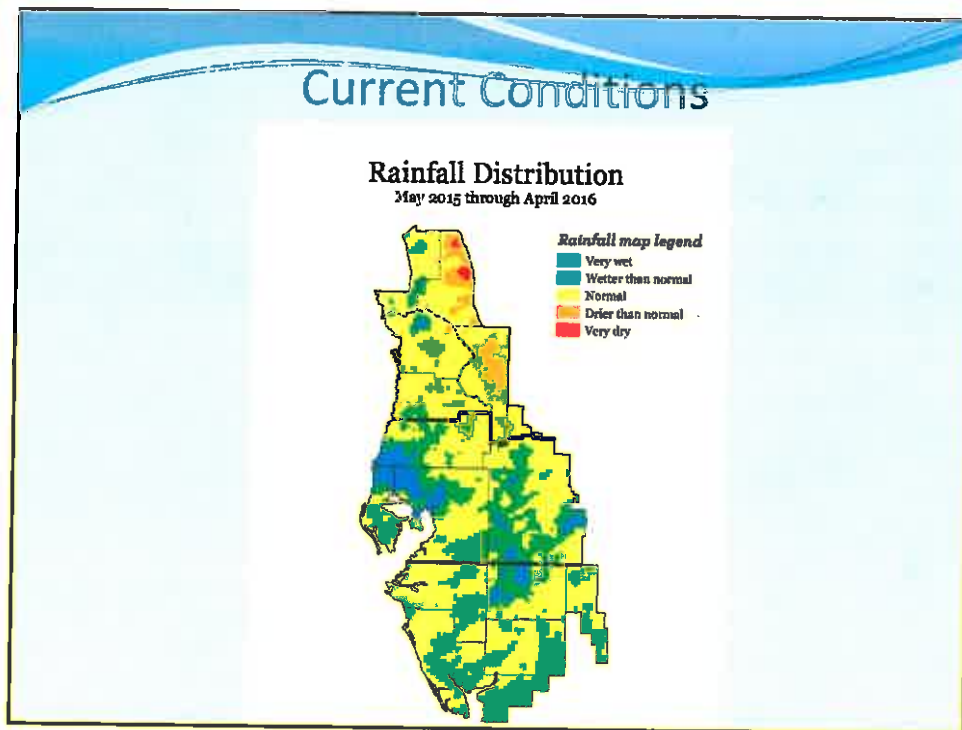 Current Conditions
Rainfall Distribution
May 2015 through April 2016
Rainfall map legend
Very wet
Wetter than normal
Normal
Drier than normal
Very dry